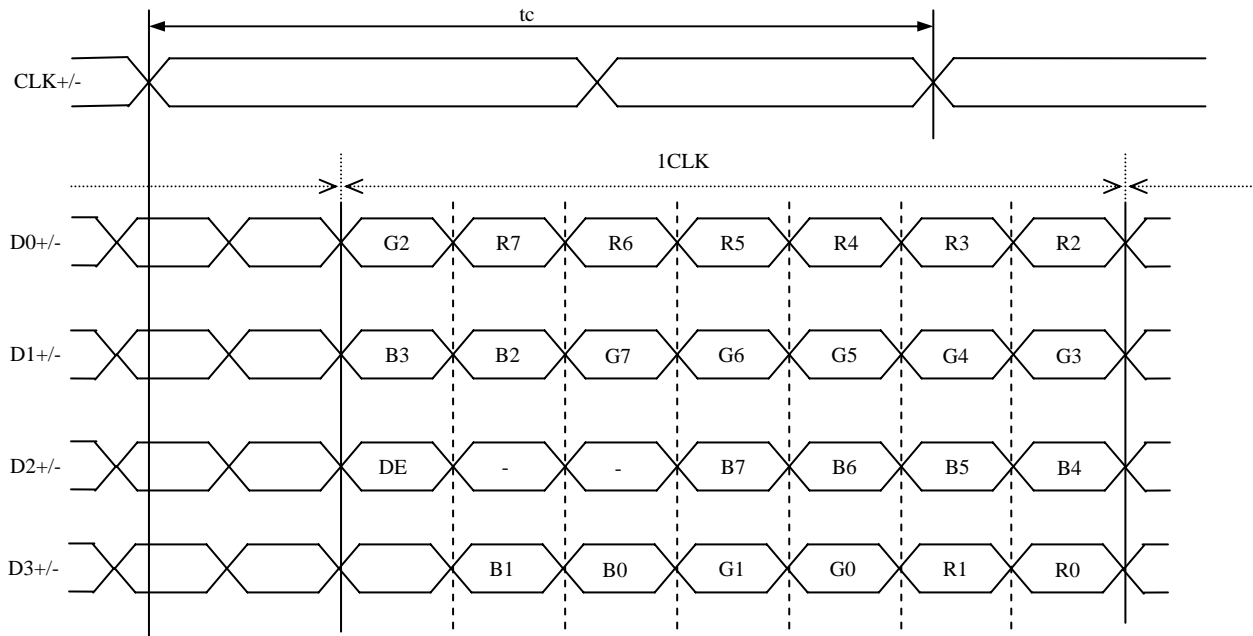 tc
CLK+/-
1CLK
D0+/- G2 R7 R6 R5 R4 R3 R2
D1+/- B3 B2 G7 G6 G5 G4 G3
D2+/- DE - - B7 B6 B5 B4
D3+/- B1 B0 G1 G0 R1 R0